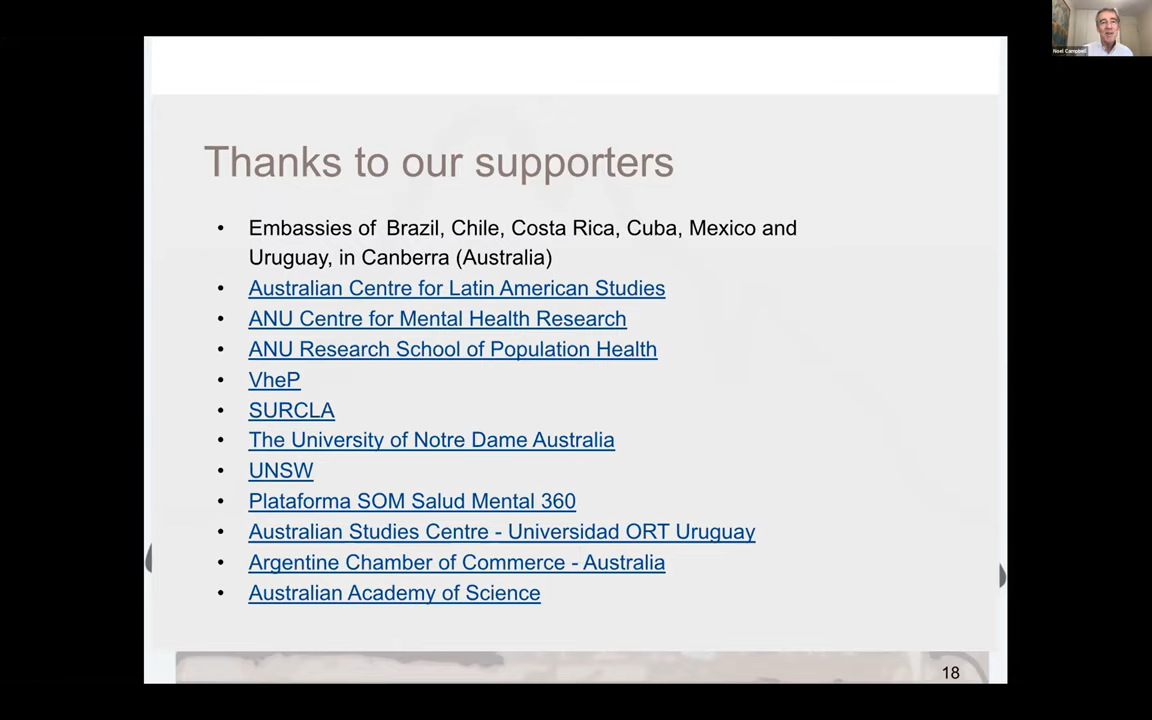 Noel Campbell
Thanks to our supporters
• Embassies of Brazil, Chile, Costa Rica, Cuba, Mexico and
Uruguay, in Canberra (Australia)
• Australian Centre for Latin American Studies
• ANU Centre for Mental Health Research
• ANU Research School of Population Health
• VheP
• SURCLA
• The University of Notre Dame Australia
• UNSW
• Plataforma SOM Salud Mental 360
• Australian Studies Centre - Universidad ORT Uruguay
• Argentine Chamber of Commerce - Australia
• Australian Academy of Science
18